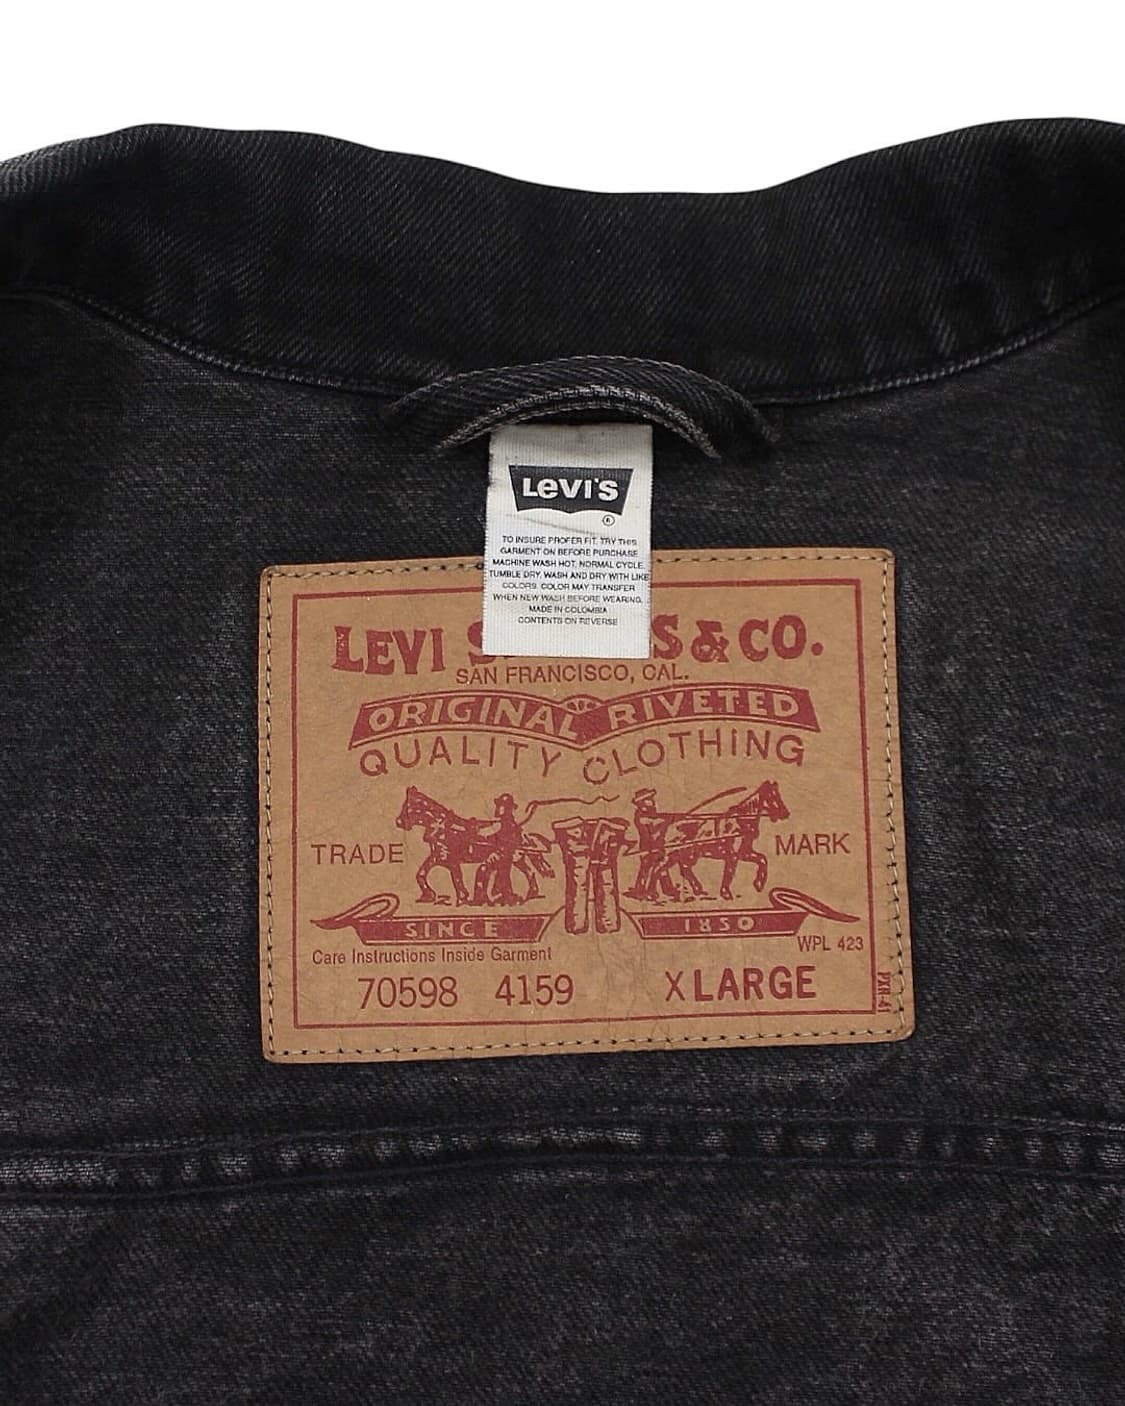 LEVI'S
®
TO INSURE PROFER FIT. TRY THIS
GARMENT ON BEFORE PURCHASE
MACHINE WASH HOT, NORMAL CYCLE,
TUMBLE DRY. WASH AND DRY WITH LIKE
COLORS. COLOR MAY TRANSFER
WHEN NEW WASH BEFORE WEARING.
MADE IN COLOMBIA
CONTENTS ON REVERSE
LEVI S S & CO.
SAN FRANCISCO, CAL.
ORIGINAL RIVETED
QUALITY CLOTHING
TRADE MARK
SINCE 1850
Care Instructions Inside Garment WPL 423
70598 4159 X LARGE